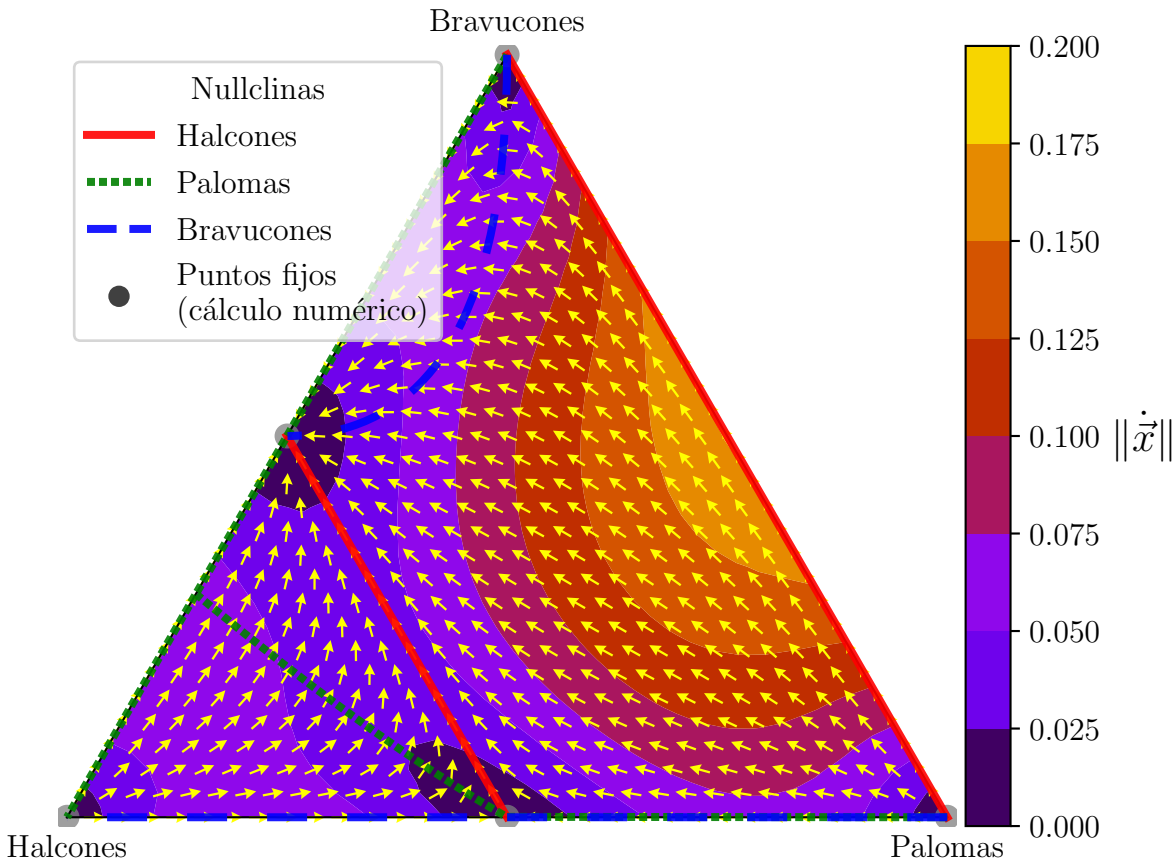 Bravucones
Nullclinas
Halcones
Palomas
Bravucones
Puntos fijos
(cálculo numérico)
0.200
0.175
0.150
0.125
0.100
0.075
0.050
0.025
0.000
‖ẋ⃗‖
Halcones
Palomas